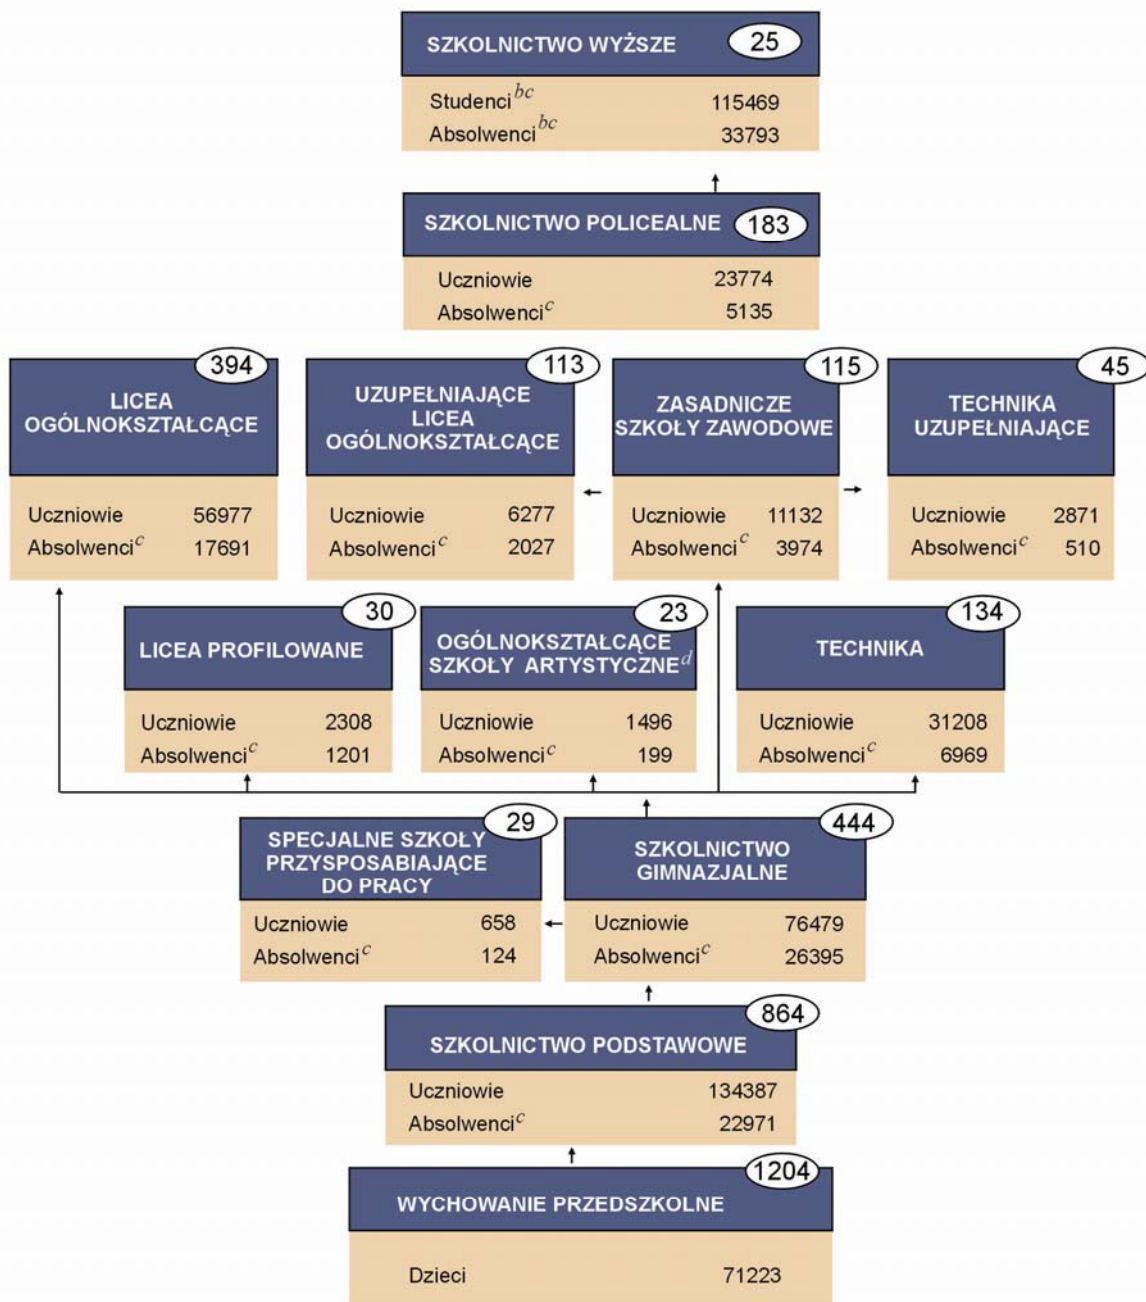 SZKOLNICTWO WYŻSZE 25
Studenci bc 115469
Absolwenci bc 33793
SZKOLNICTWO POLICEALNE 183
Uczniowie 23774
Absolwenci c 5135
394
LICEA
OGÓLNOKSZTAŁCĄCE
Uczniowie 56977
Absolwenci c 17691
113
UZUPEŁNIAJĄCE
LICEA
OGÓLNOKSZTAŁCĄCE
Uczniowie 6277
Absolwenci c 2027
115
ZASADNICZE
SZKOŁY ZAWODOWE
Uczniowie 11132
Absolwenci c 3974
45
TECHNIKA
UZUPEŁNIAJĄCE
Uczniowie 2871
Absolwenci c 510
30
LICEA PROFILOWANE
Uczniowie 2308
Absolwenci c 1201
23
OGÓLNOKSZTAŁCĄCE
SZKOŁY ARTYSTYCZNE d
Uczniowie 1496
Absolwenci c 199
134
TECHNIKA
Uczniowie 31208
Absolwenci c 6969
29
SPECJALNE SZKOŁY
PRZYSPOSABIAJĄCE
DO PRACY
Uczniowie 658
Absolwenci c 124
444
SZKOLNICTWO
GIMNAZJALNE
Uczniowie 76479
Absolwenci c 26395
864
SZKOLNICTWO PODSTAWOWE
Uczniowie 134387
Absolwenci c 22971
1204
WYCHOWANIE PRZEDSZKOLNE
Dzieci 71223